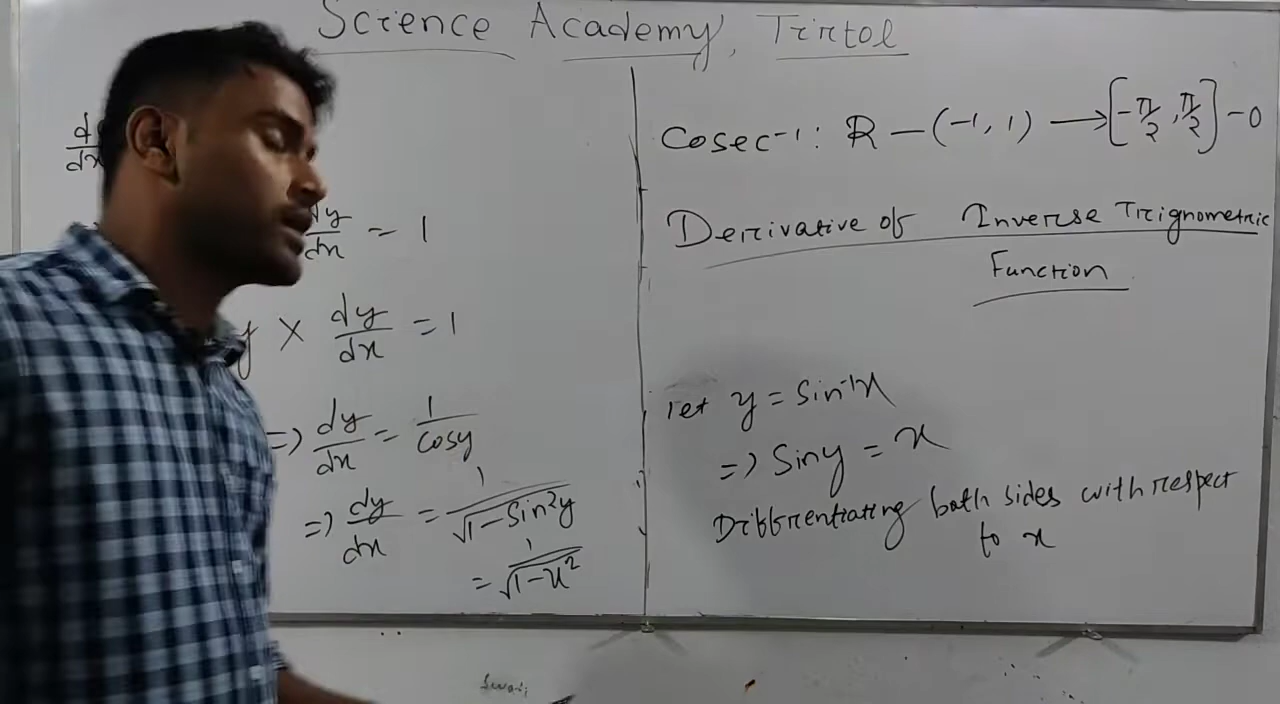 Science Academy, Tirtol
d/dx
dy/dx = 1
y × dy/dx = 1
=> dy/dx = 1/cosy
=> dy/dx = 1/√1-Sin²y
= 1/√1-x²
Cosec⁻¹: R - (-1, 1) → [-π/2, π/2] - 0
Derivative of Inverse Trignometric
Function
let y = Sin⁻¹x
=> Siny = x
Differentiating both sides with respect
to x